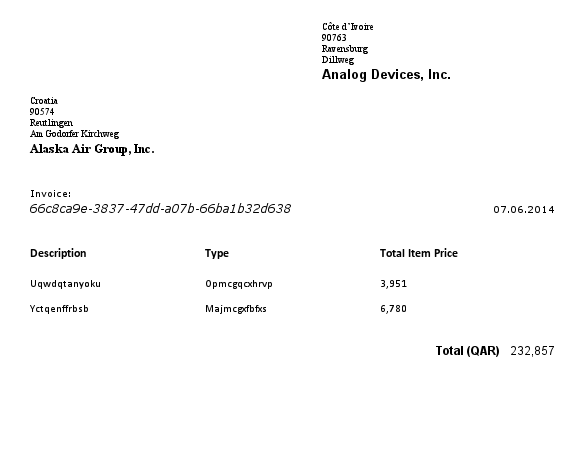 Côte d'Ivoire
90763
Ravensburg
Dillweg
Analog Devices, Inc.
Croatia
90574
Reutlingen
Am Godorfer Kirchweg
Alaska Air Group, Inc.
Invoice:
66c8ca9e-3837-47dd-a07b-66ba1b32d638 07.06.2014
Description Type Total Item Price
Uqwdqtanyoku Opmcgqcxhrvp 3,951
Yctqenffrbsb Majmcgxfbfxs 6,780
Total (QAR) 232,857